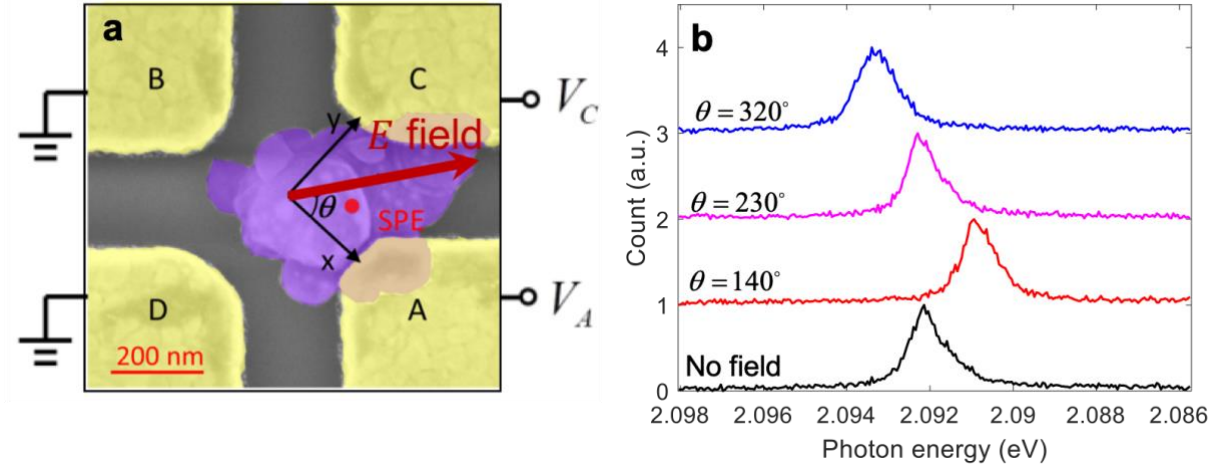 a
B
C
V_C
y
E field
θ
SPE
x
D
A
V_A
200 nm
b
θ = 320°
θ = 230°
θ = 140°
No field
Count (a.u.)
4
3
2
1
0
2.098 2.096 2.094 2.092 2.09 2.088 2.086
Photon energy (eV)